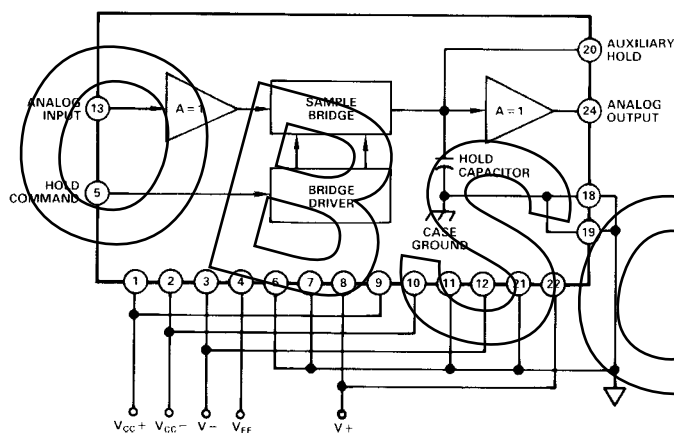 20
AUXILIARY
HOLD
ANALOG
INPUT
13
A = 1
SAMPLE
BRIDGE
A = 1
24
ANALOG
OUTPUT
HOLD
CAPACITOR
HOLD
COMMAND
5
BRIDGE
DRIVER
18
CASE
GROUND
19
1 2 3 4 6 7 8 9 10 11 12 21 22
VCC+ VCC− V− VEE V+
OBSO